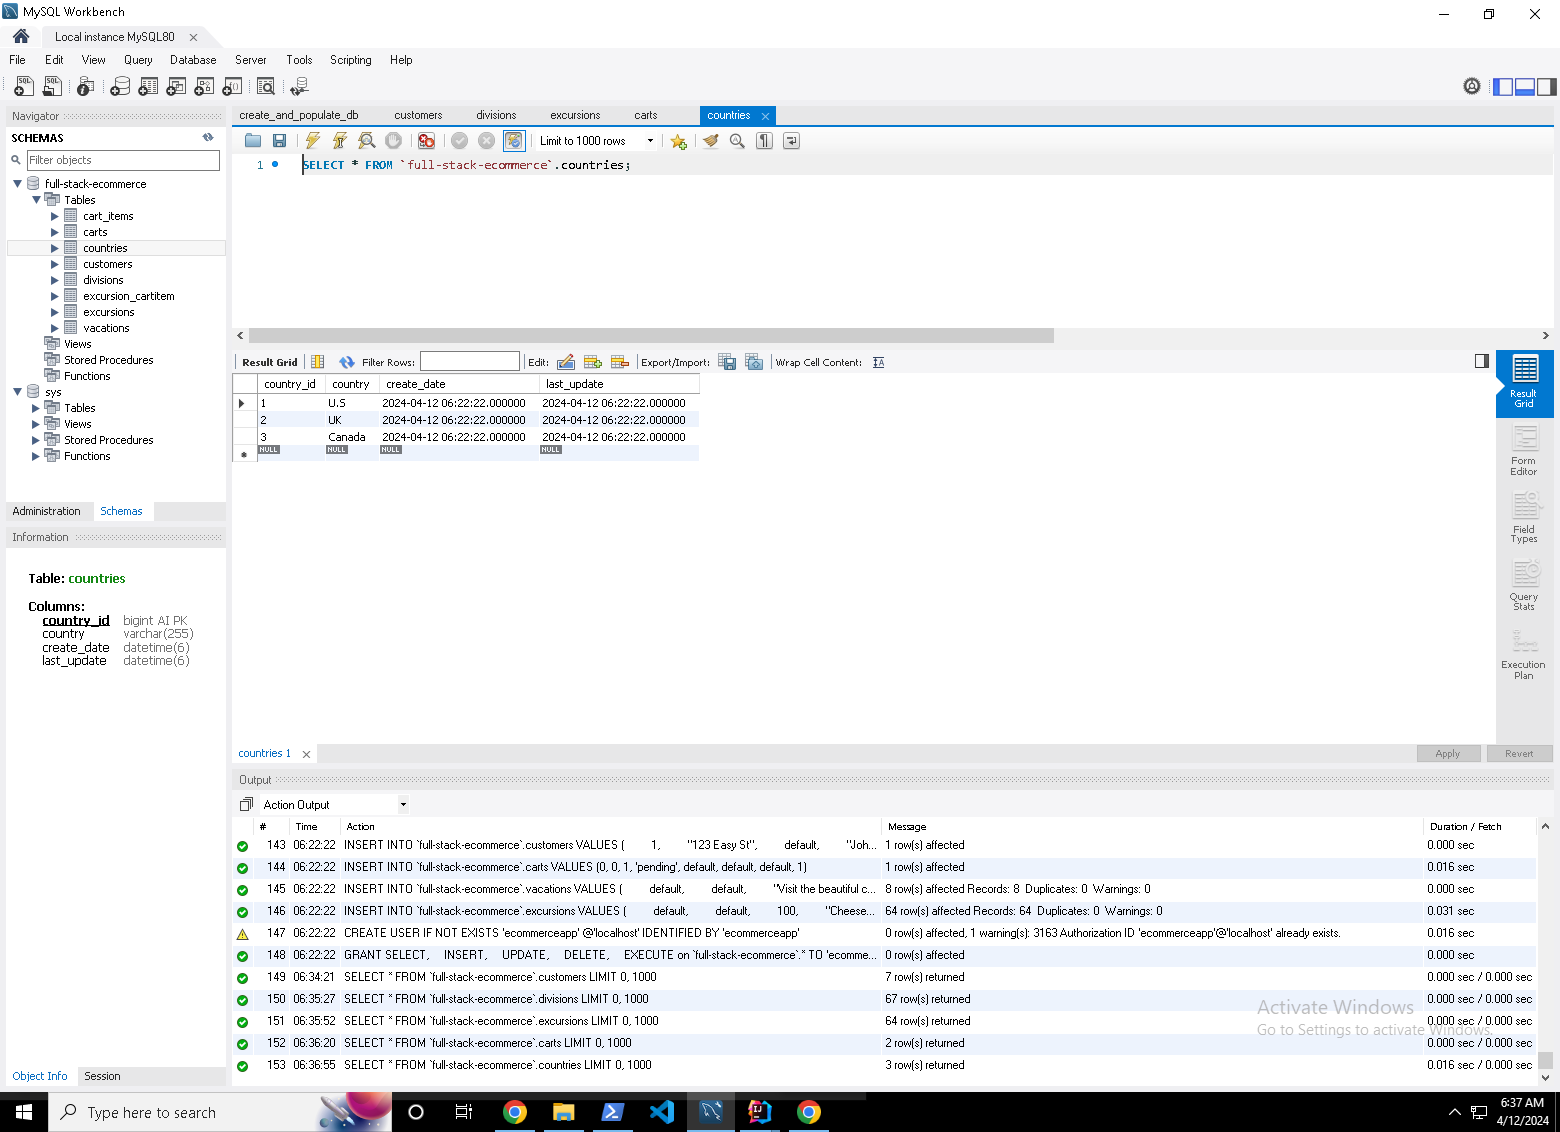 MySQL Workbench
Local instance MySQL80
File Edit View Query Database Server Tools Scripting Help
Navigator
SCHEMAS
Filter objects
full-stack-ecommerce
Tables
cart_items
carts
countries
customers
divisions
excursion_cartitem
excursions
vacations
Views
Stored Procedures
Functions
sys
Tables
Views
Stored Procedures
Functions
Administration Schemas
Information
Table: countries
Columns:
country_id bigint AI PK
country varchar(255)
create_date datetime(6)
last_update datetime(6)
Object Info Session
create_and_populate_db customers divisions excursions carts countries
Limit to 1000 rows
1 SELECT * FROM `full-stack-ecommerce`.countries;
Result Grid Filter Rows: Edit: Export/Import: Wrap Cell Content:
country_id country create_date last_update
1 U.S 2024-04-12 06:22:22.000000 2024-04-12 06:22:22.000000
2 UK 2024-04-12 06:22:22.000000 2024-04-12 06:22:22.000000
3 Canada 2024-04-12 06:22:22.000000 2024-04-12 06:22:22.000000
NULL NULL NULL NULL
Result
Grid
Form
Editor
Field
Types
Query
Stats
Execution
Plan
countries 1
Apply Revert
Output
Action Output
# Time Action Message Duration / Fetch
143 06:22:22 INSERT INTO `full-stack-ecommerce`.customers VALUES ( 1, "123 Easy St", default, "Joh... 1 row(s) affected 0.000 sec
144 06:22:22 INSERT INTO `full-stack-ecommerce`.carts VALUES (0, 0, 1, 'pending', default, default, default, 1) 1 row(s) affected 0.016 sec
145 06:22:22 INSERT INTO `full-stack-ecommerce`.vacations VALUES ( default, default, "Visit the beautiful c... 8 row(s) affected Records: 8 Duplicates: 0 Warnings: 0 0.000 sec
146 06:22:22 INSERT INTO `full-stack-ecommerce`.excursions VALUES ( default, default, 100, "Cheese... 64 row(s) affected Records: 64 Duplicates: 0 Warnings: 0 0.031 sec
147 06:22:22 CREATE USER IF NOT EXISTS 'ecommerceapp' @'localhost' IDENTIFIED BY 'ecommerceapp' 0 row(s) affected, 1 warning(s): 3163 Authorization ID 'ecommerceapp'@'localhost' already exists. 0.016 sec
148 06:22:22 GRANT SELECT, INSERT, UPDATE, DELETE, EXECUTE on `full-stack-ecommerce`.* TO 'ecomme... 0 row(s) affected 0.000 sec
149 06:34:21 SELECT * FROM `full-stack-ecommerce`.customers LIMIT 0, 1000 7 row(s) returned 0.000 sec / 0.000 sec
150 06:35:27 SELECT * FROM `full-stack-ecommerce`.divisions LIMIT 0, 1000 67 row(s) returned 0.000 sec / 0.000 sec
151 06:35:52 SELECT * FROM `full-stack-ecommerce`.excursions LIMIT 0, 1000 64 row(s) returned 0.000 sec / 0.000 sec
152 06:36:20 SELECT * FROM `full-stack-ecommerce`.carts LIMIT 0, 1000 2 row(s) returned 0.000 sec / 0.000 sec
153 06:36:55 SELECT * FROM `full-stack-ecommerce`.countries LIMIT 0, 1000 3 row(s) returned 0.016 sec / 0.000 sec
Activate Windows
Go to Settings to activate Windows.
Type here to search
6:37 AM
4/12/2024